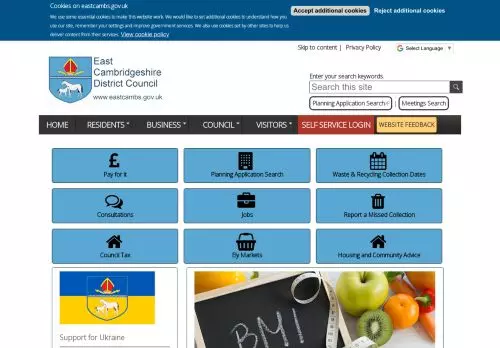 Cookies on eastcambs.gov.uk
We use some essential cookies to make this website work. We would like to set additional cookies to understand how you
use our site, remember your settings and improve government services. We also use cookies set by other sites to help us
deliver content from their services. View cookie policy
Accept additional cookies
Reject additional cookies
Skip to content | Privacy Policy
G Select Language ▼
East
Cambridgeshire
District Council
www.eastcambs.gov.uk
Enter your search keywords
Search this site
Planning Application Search
Meetings Search
HOME
RESIDENTS
BUSINESS
COUNCIL
VISITORS
SELF SERVICE LOGIN
WEBSITE FEEDBACK
Pay for it
Planning Application Search
Waste & Recycling Collection Dates
Consultations
Jobs
Report a Missed Collection
Council Tax
Ely Markets
Housing and Community Advice
Support for Ukraine
BMI